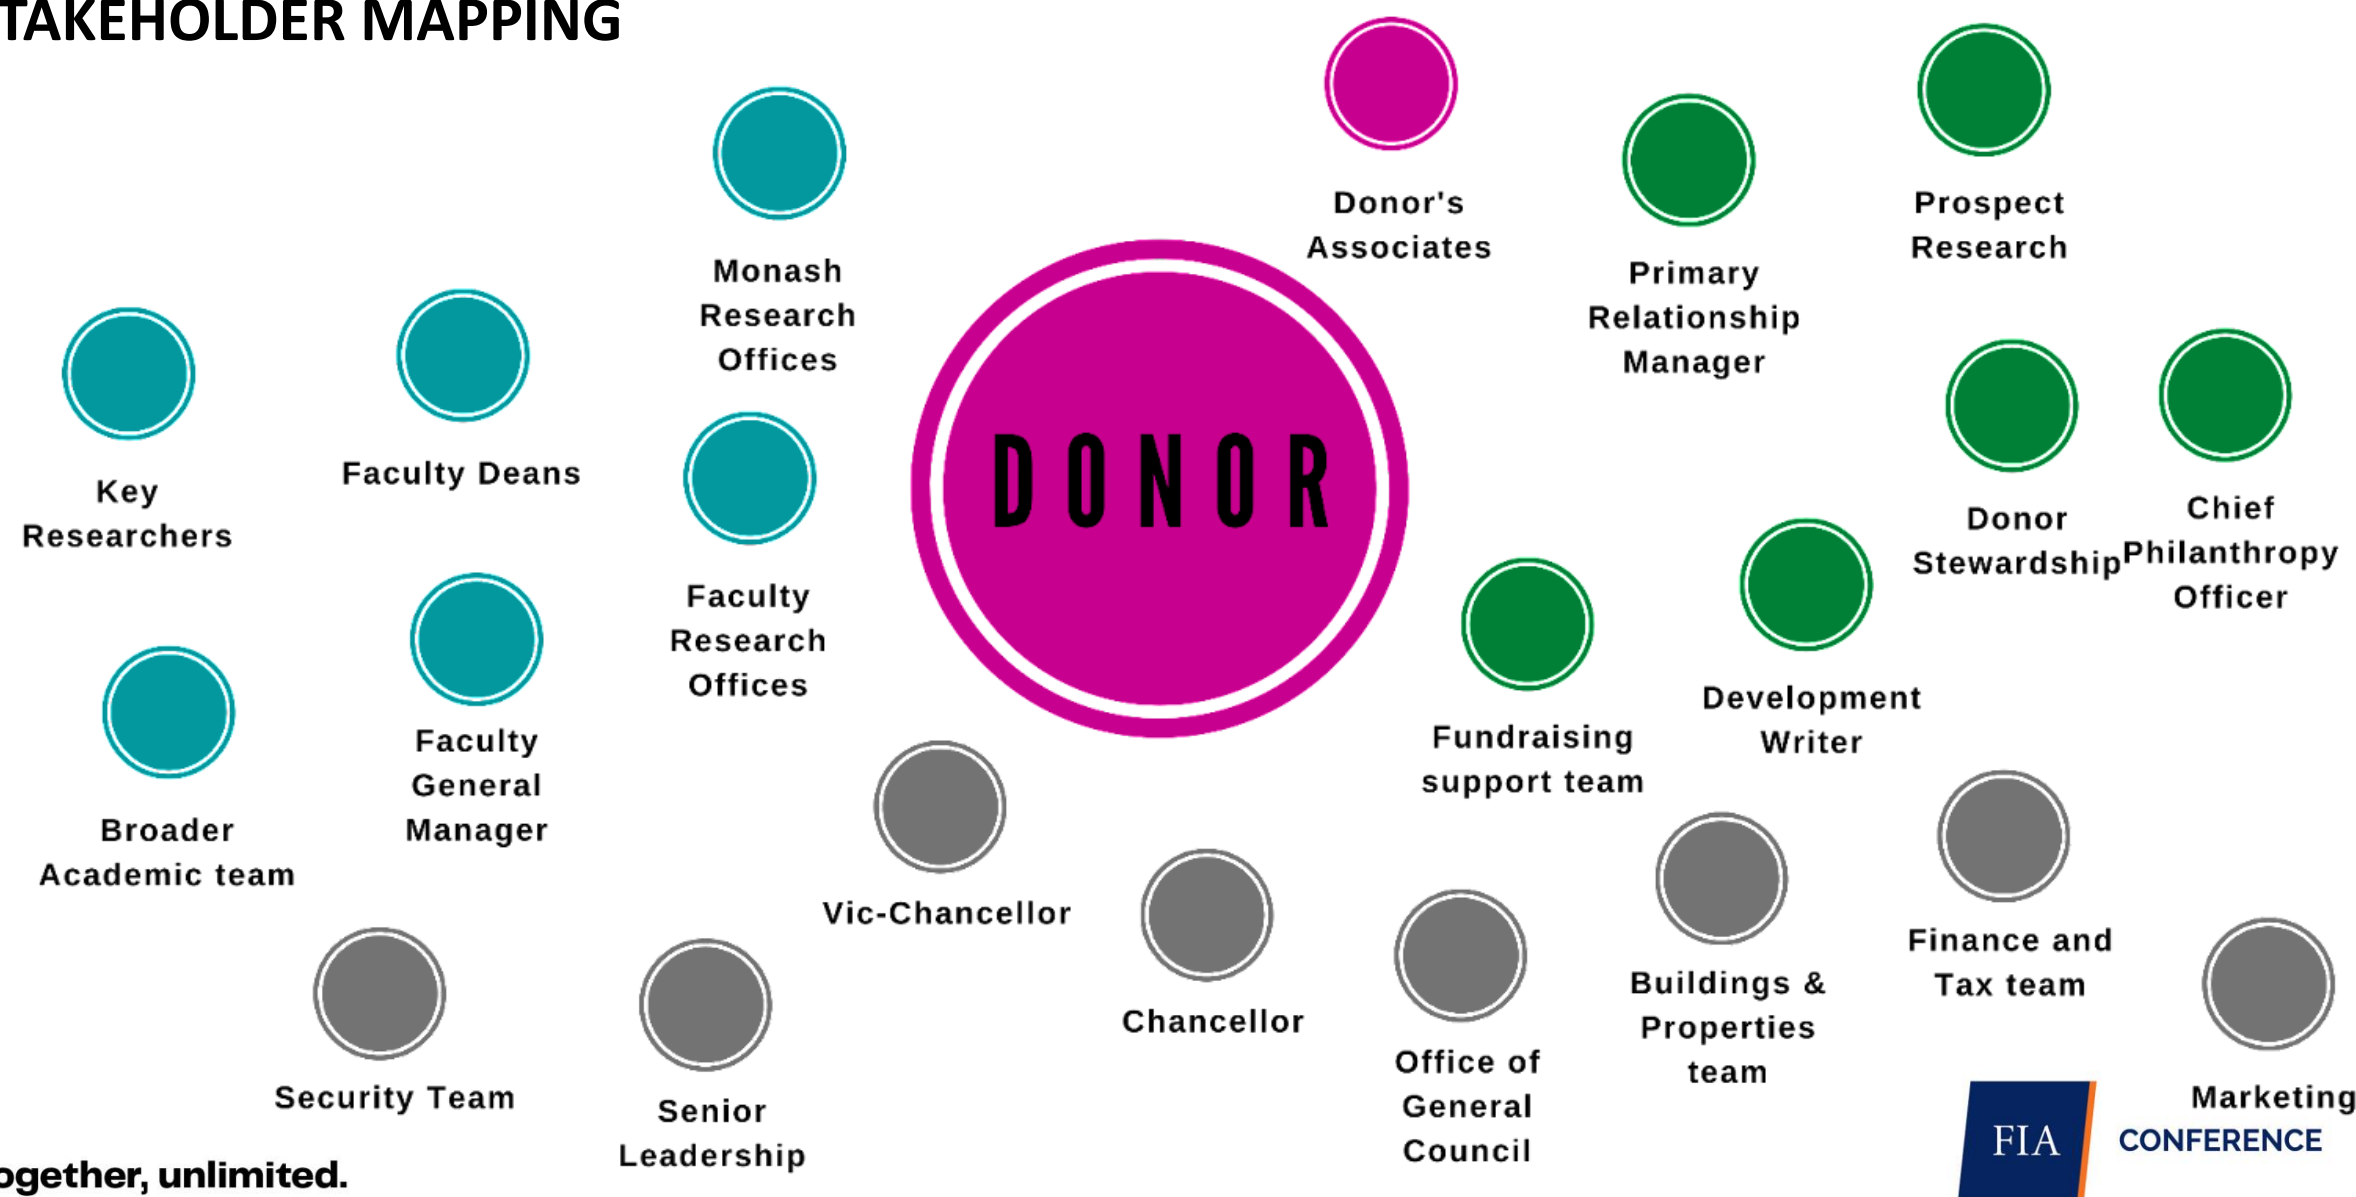 TAKEHOLDER MAPPING
Monash
Research
Offices
Donor's
Associates
Primary
Relationship
Manager
Prospect
Research
Key
Researchers
Faculty Deans
Faculty
Research
Offices
DONOR
Donor
Stewardship
Chief
Philanthropy
Officer
Broader
Academic team
Faculty
General
Manager
Fundraising
support team
Development
Writer
Vic-Chancellor
Chancellor
Office of
General
Council
Buildings &
Properties
team
Finance and
Tax team
Marketing
Security Team
Senior
Leadership
ogether, unlimited.
FIA
CONFERENCE